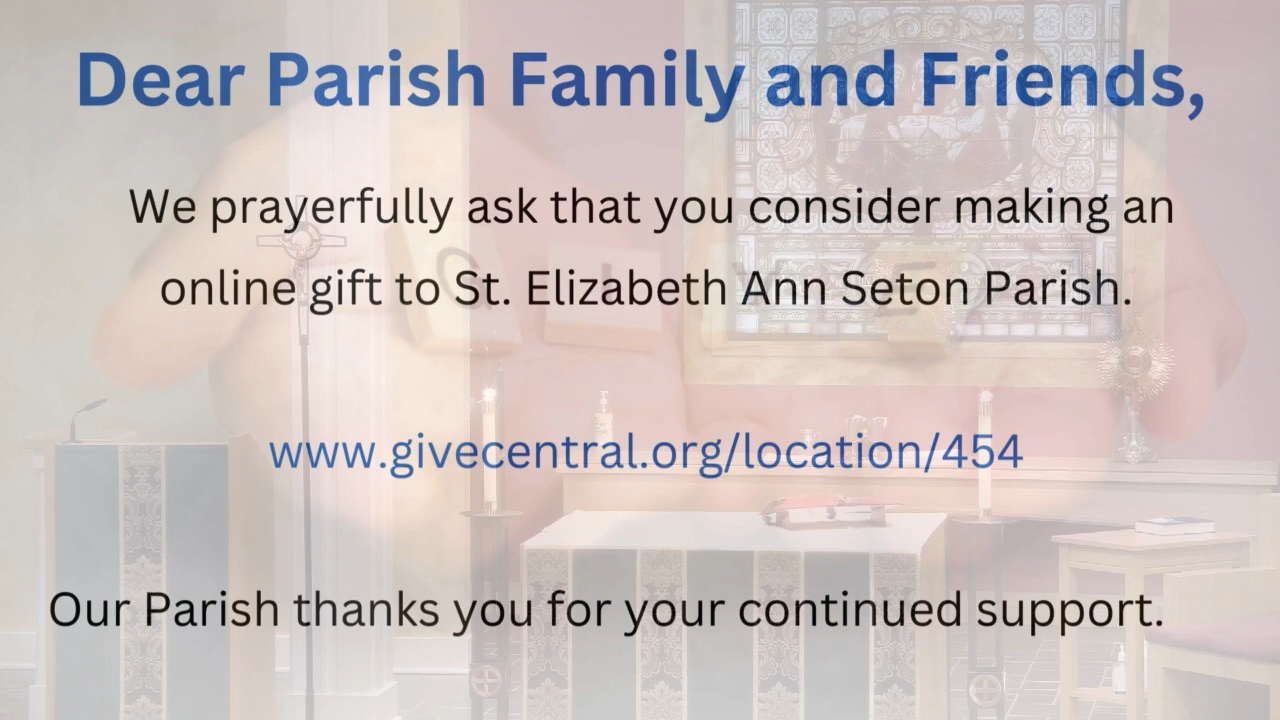 Dear Parish Family and Friends,
We prayerfully ask that you consider making an
online gift to St. Elizabeth Ann Seton Parish.
www.givecentral.org/location/454
Our Parish thanks you for your continued support.